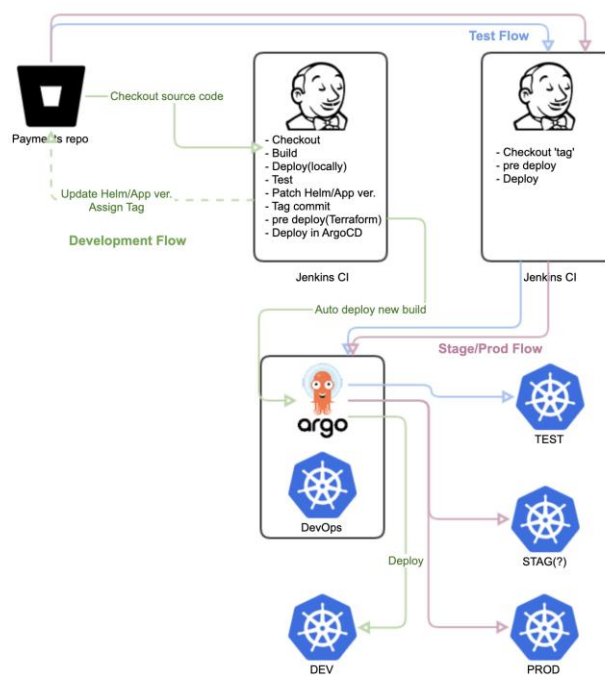 Test Flow
Checkout source code
Payments repo
- Checkout
- Build
- Deploy(locally)
- Test
- Patch Helm/App ver.
- Tag commit
- pre deploy(Terraform)
- Deploy in ArgoCD
- Checkout 'tag'
- pre deploy
- Deploy
Update Helm/App ver.
Assign Tag
Development Flow
Jenkins CI
Jenkins CI
Auto deploy new build
Stage/Prod Flow
argo
TEST
DevOps
STAG(?)
Deploy
DEV
PROD